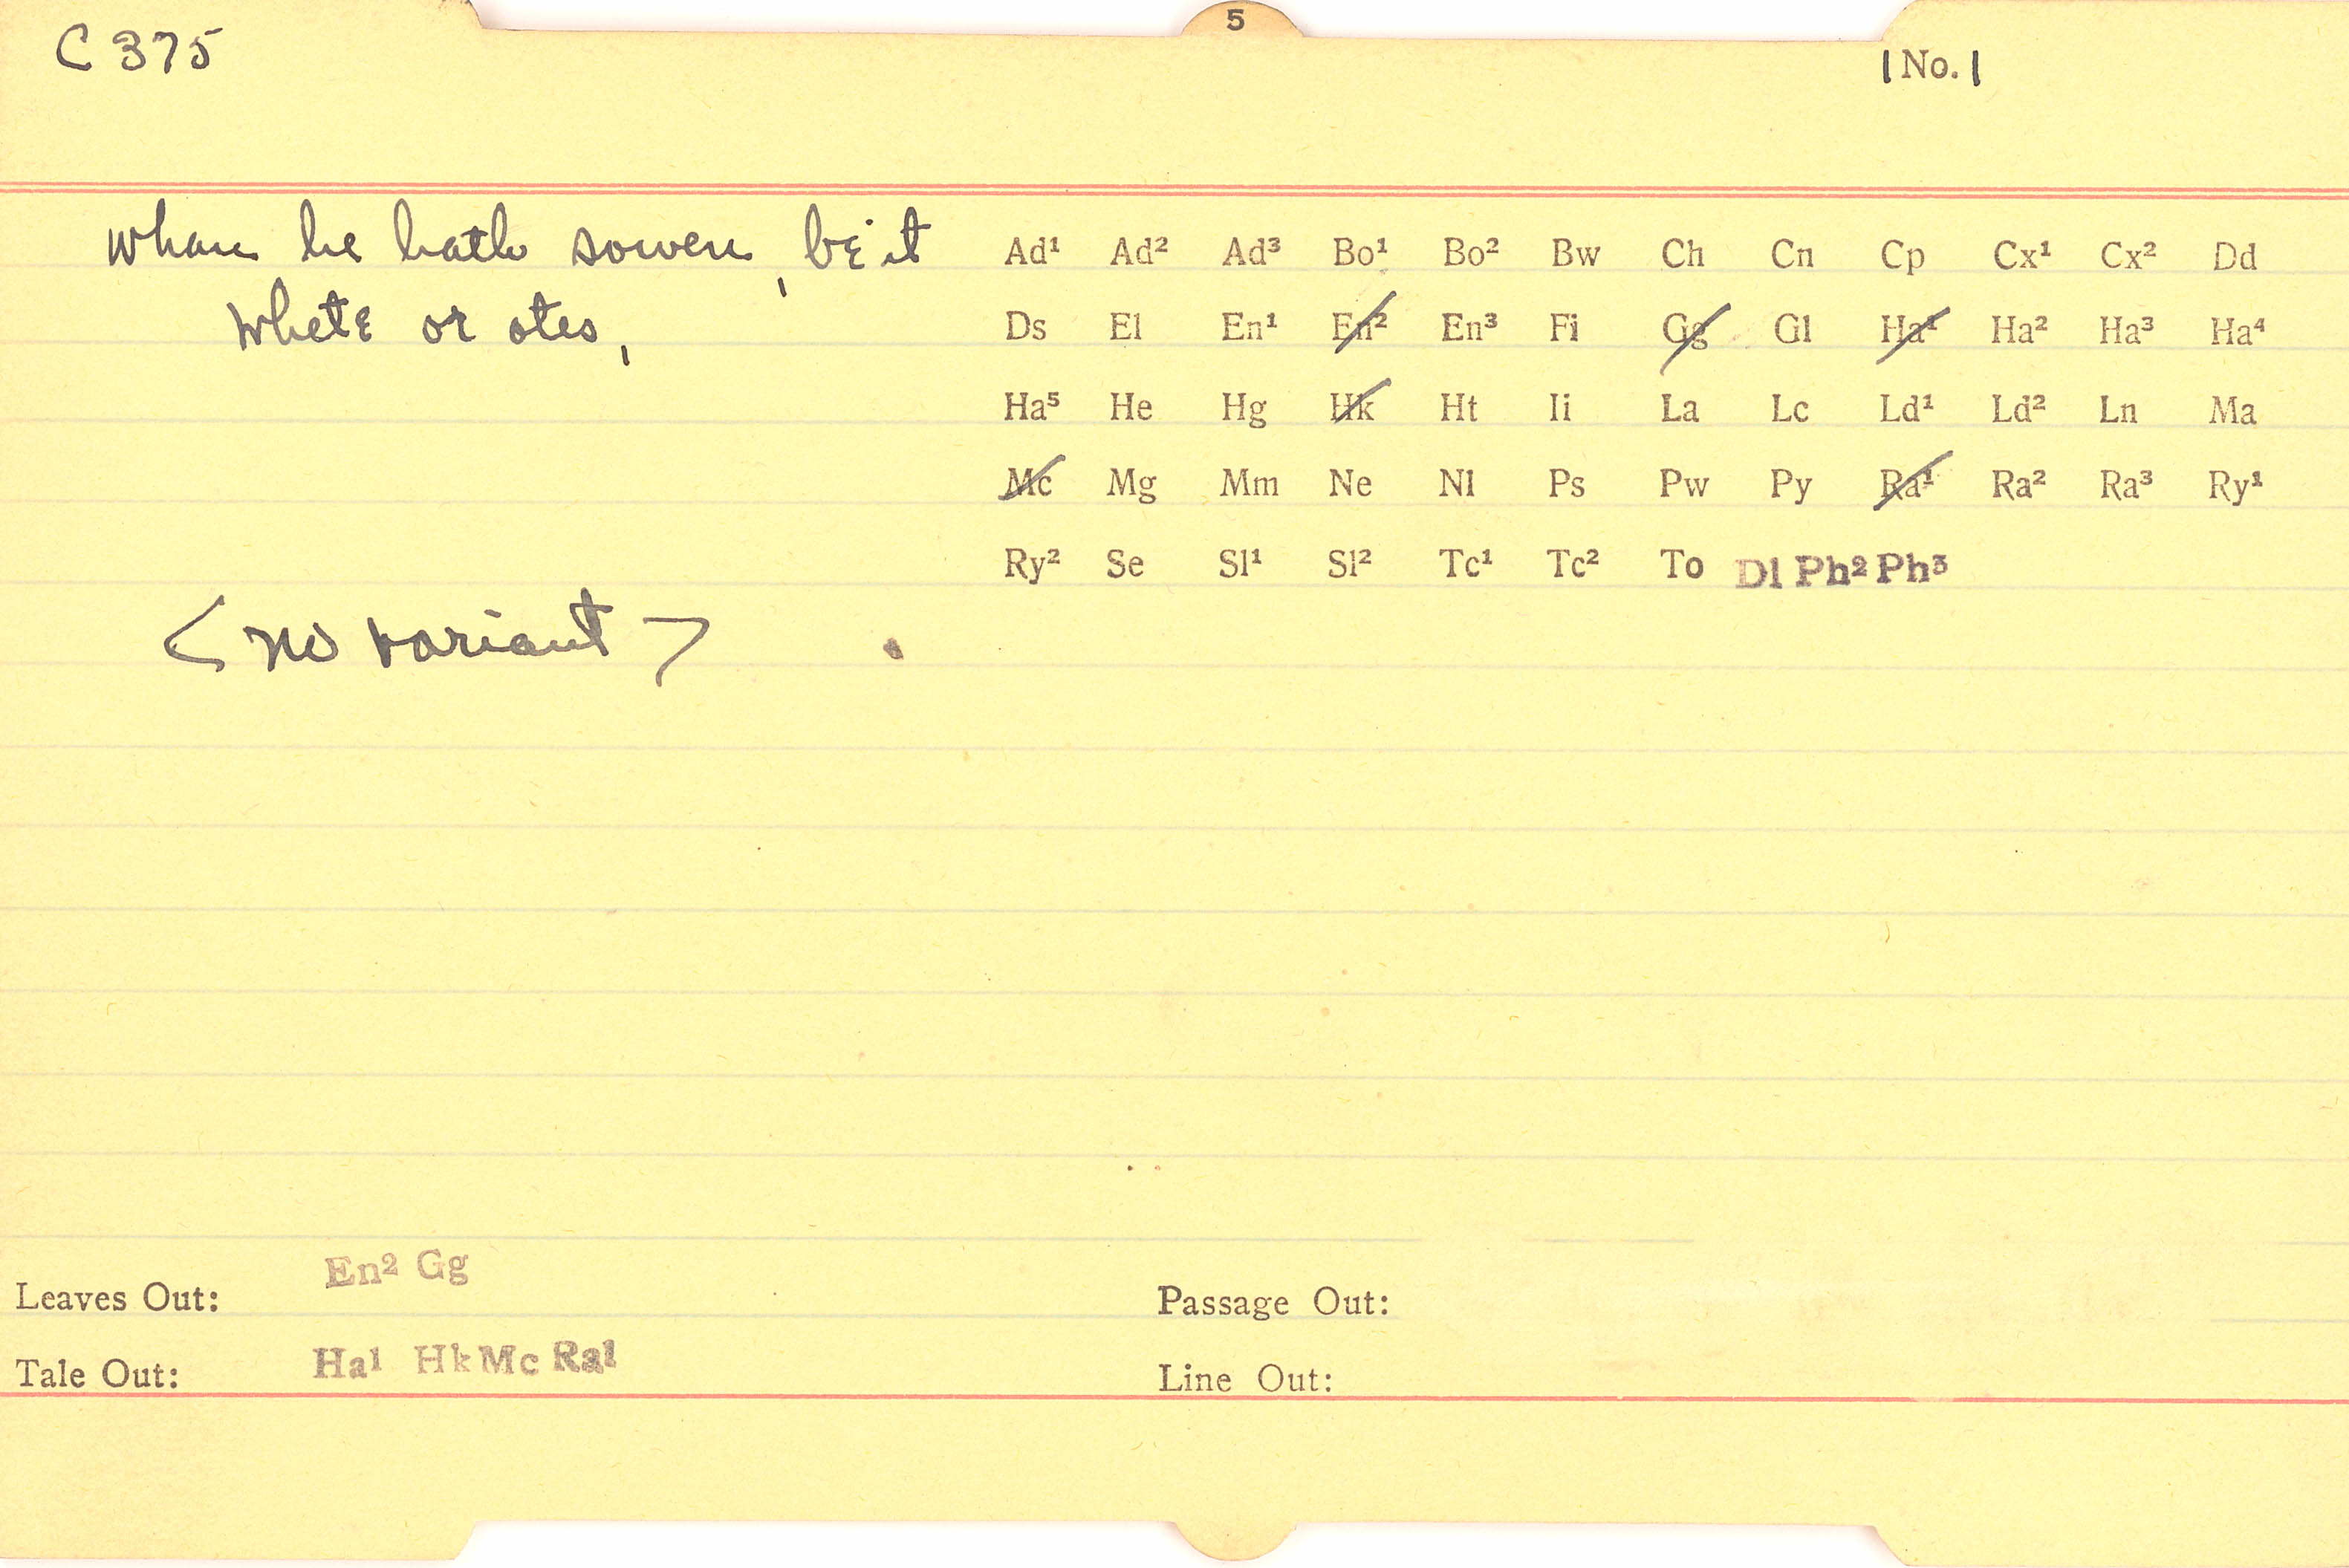 5
C 375
No.
Whan he hath sowen, be it
Ad¹ Ad² Ad³ Bo¹ Bo² Bw Ch Cn Cp Cx¹ Cx² Dd
whete or otes,
Ds El En¹ En² En³ Fi Gg Gl Ha¹ Ha² Ha³ Ha⁴
Ha⁵ He Hg Hk Ht Ii La Lc Ld¹ Ld² Ln Ma
Mc Mg Mm Ne Nl Ps Pw Py Ra¹ Ra² Ra³ Ry¹
Ry² Se Sl¹ Sl² Tc¹ Tc² To Dl Ph² Ph³
<no variant>
En² Gg
Leaves Out:
Passage Out:
Ha¹ Hk Mc Ra¹
Tale Out:
Line Out: